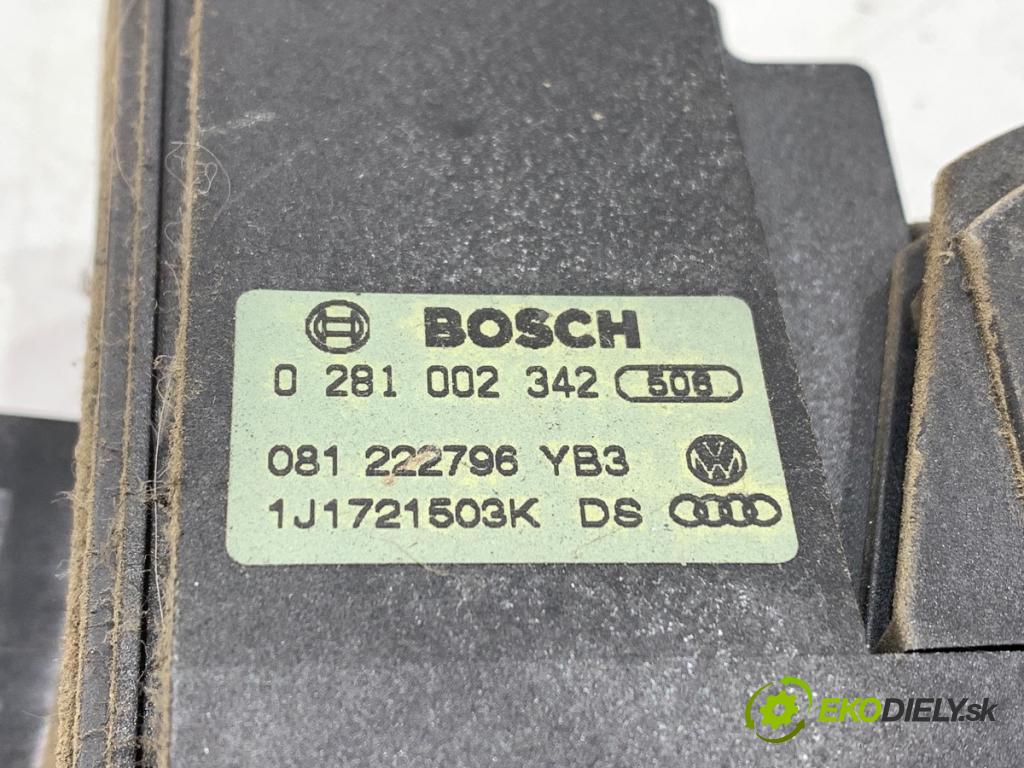 BOSCH
0 281 002 342 506
081 222796 YB3
1J1721503K DS
EKODIELY.sk